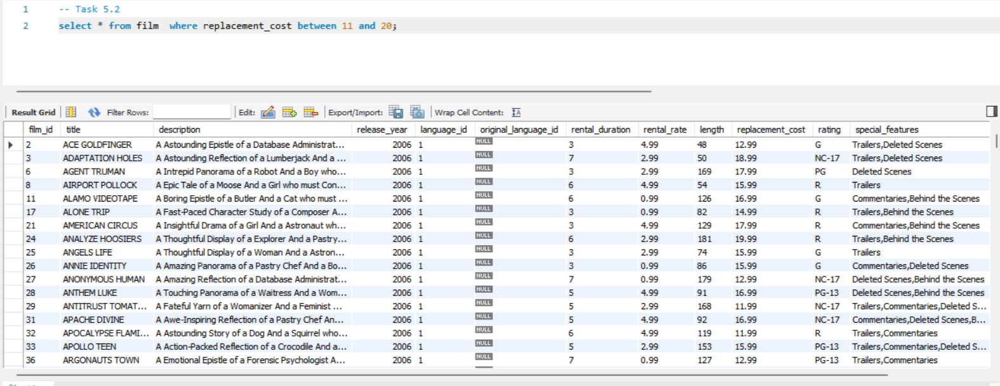 1 -- Task 5.2
2 select * from film  where replacement_cost between 11 and 20;
Result Grid Filter Rows: Edit: Export/Import: Wrap Cell Content:
film_id title description release_year language_id original_language_id rental_duration rental_rate length replacement_cost rating special_features
2 ACE GOLDFINGER A Astounding Epistle of a Database Administrat... 2006 1 NULL 3 4.99 48 12.99 G Trailers,Deleted Scenes
3 ADAPTATION HOLES A Astounding Reflection of a Lumberjack And a ... 2006 1 NULL 7 2.99 50 18.99 NC-17 Trailers,Deleted Scenes
6 AGENT TRUMAN A Intrepid Panorama of a Robot And a Boy who... 2006 1 NULL 3 2.99 169 17.99 PG Deleted Scenes
8 AIRPORT POLLOCK A Epic Tale of a Moose And a Girl who must Con... 2006 1 NULL 6 4.99 54 15.99 R Trailers
11 ALAMO VIDEOTAPE A Boring Epistle of a Butler And a Cat who must ... 2006 1 NULL 6 0.99 126 16.99 G Commentaries,Behind the Scenes
17 ALONE TRIP A Fast-Paced Character Study of a Composer A... 2006 1 NULL 3 0.99 82 14.99 R Trailers,Behind the Scenes
21 AMERICAN CIRCUS A Insightful Drama of a Girl And a Astronaut wh... 2006 1 NULL 3 4.99 129 17.99 R Commentaries,Behind the Scenes
24 ANALYZE HOOSIERS A Thoughtful Display of a Explorer And a Pastry... 2006 1 NULL 6 2.99 181 19.99 R Trailers,Behind the Scenes
25 ANGELS LIFE A Thoughtful Display of a Woman And a Astron... 2006 1 NULL 3 2.99 74 15.99 G Trailers
26 ANNIE IDENTITY A Amazing Panorama of a Pastry Chef And a Bo... 2006 1 NULL 3 0.99 86 15.99 G Commentaries,Deleted Scenes
27 ANONYMOUS HUMAN A Amazing Reflection of a Database Administrat... 2006 1 NULL 7 0.99 179 12.99 NC-17 Deleted Scenes,Behind the Scenes
28 ANTHEM LUKE A Touching Panorama of a Waitress And a Wom... 2006 1 NULL 5 4.99 91 16.99 PG-13 Deleted Scenes,Behind the Scenes
29 ANTITRUST TOMAT... A Fateful Yarn of a Womanizer And a Feminist ... 2006 1 NULL 5 2.99 168 11.99 NC-17 Trailers,Commentaries,Deleted S...
31 APACHE DIVINE A Awe-Inspiring Reflection of a Pastry Chef An... 2006 1 NULL 5 4.99 92 16.99 NC-17 Commentaries,Deleted Scenes,B...
32 APOCALYPSE FLAMI... A Astounding Story of a Dog And a Squirrel who... 2006 1 NULL 6 4.99 119 11.99 R Trailers,Commentaries
33 APOLLO TEEN A Action-Packed Reflection of a Crocodile And a... 2006 1 NULL 5 2.99 153 15.99 PG-13 Trailers,Commentaries,Deleted S...
36 ARGONAUTS TOWN A Emotional Epistle of a Forensic Psychologist A... 2006 1 NULL 7 0.99 127 12.99 PG-13 Trailers,Commentaries